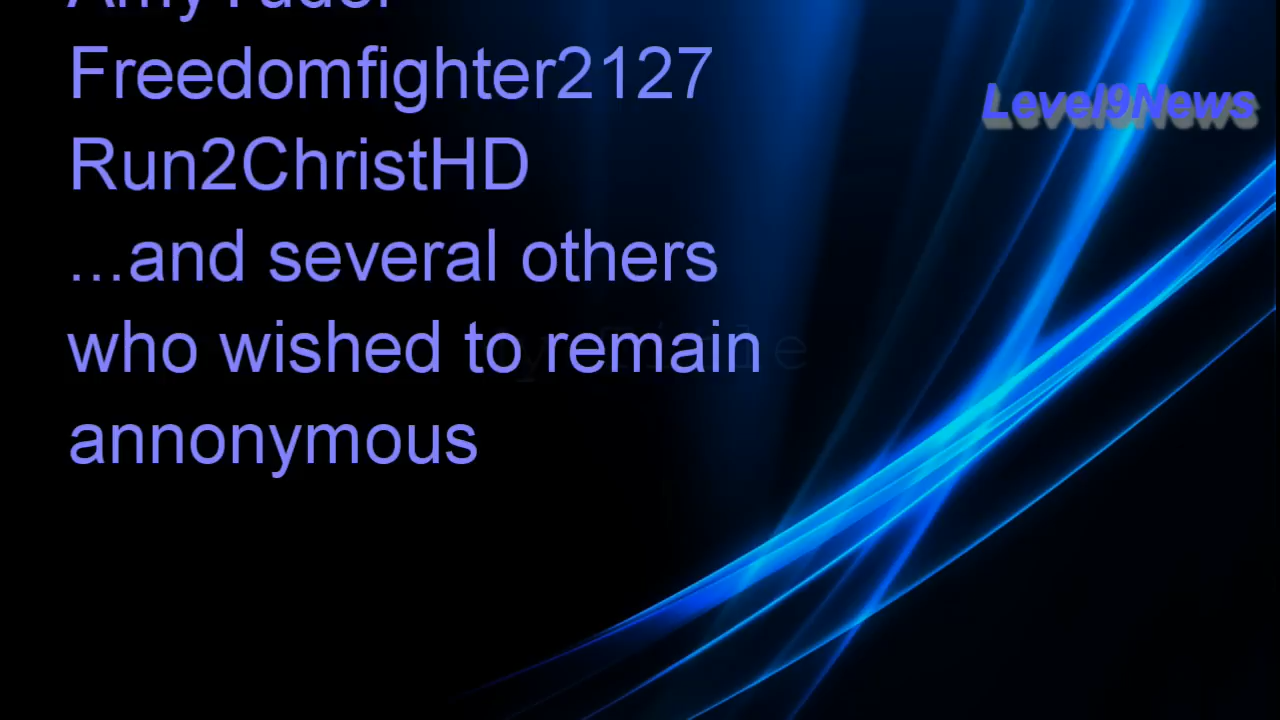 Freedomfighter2127
Level9News
Run2ChristHD
...and several others
who wished to remain
annonymous